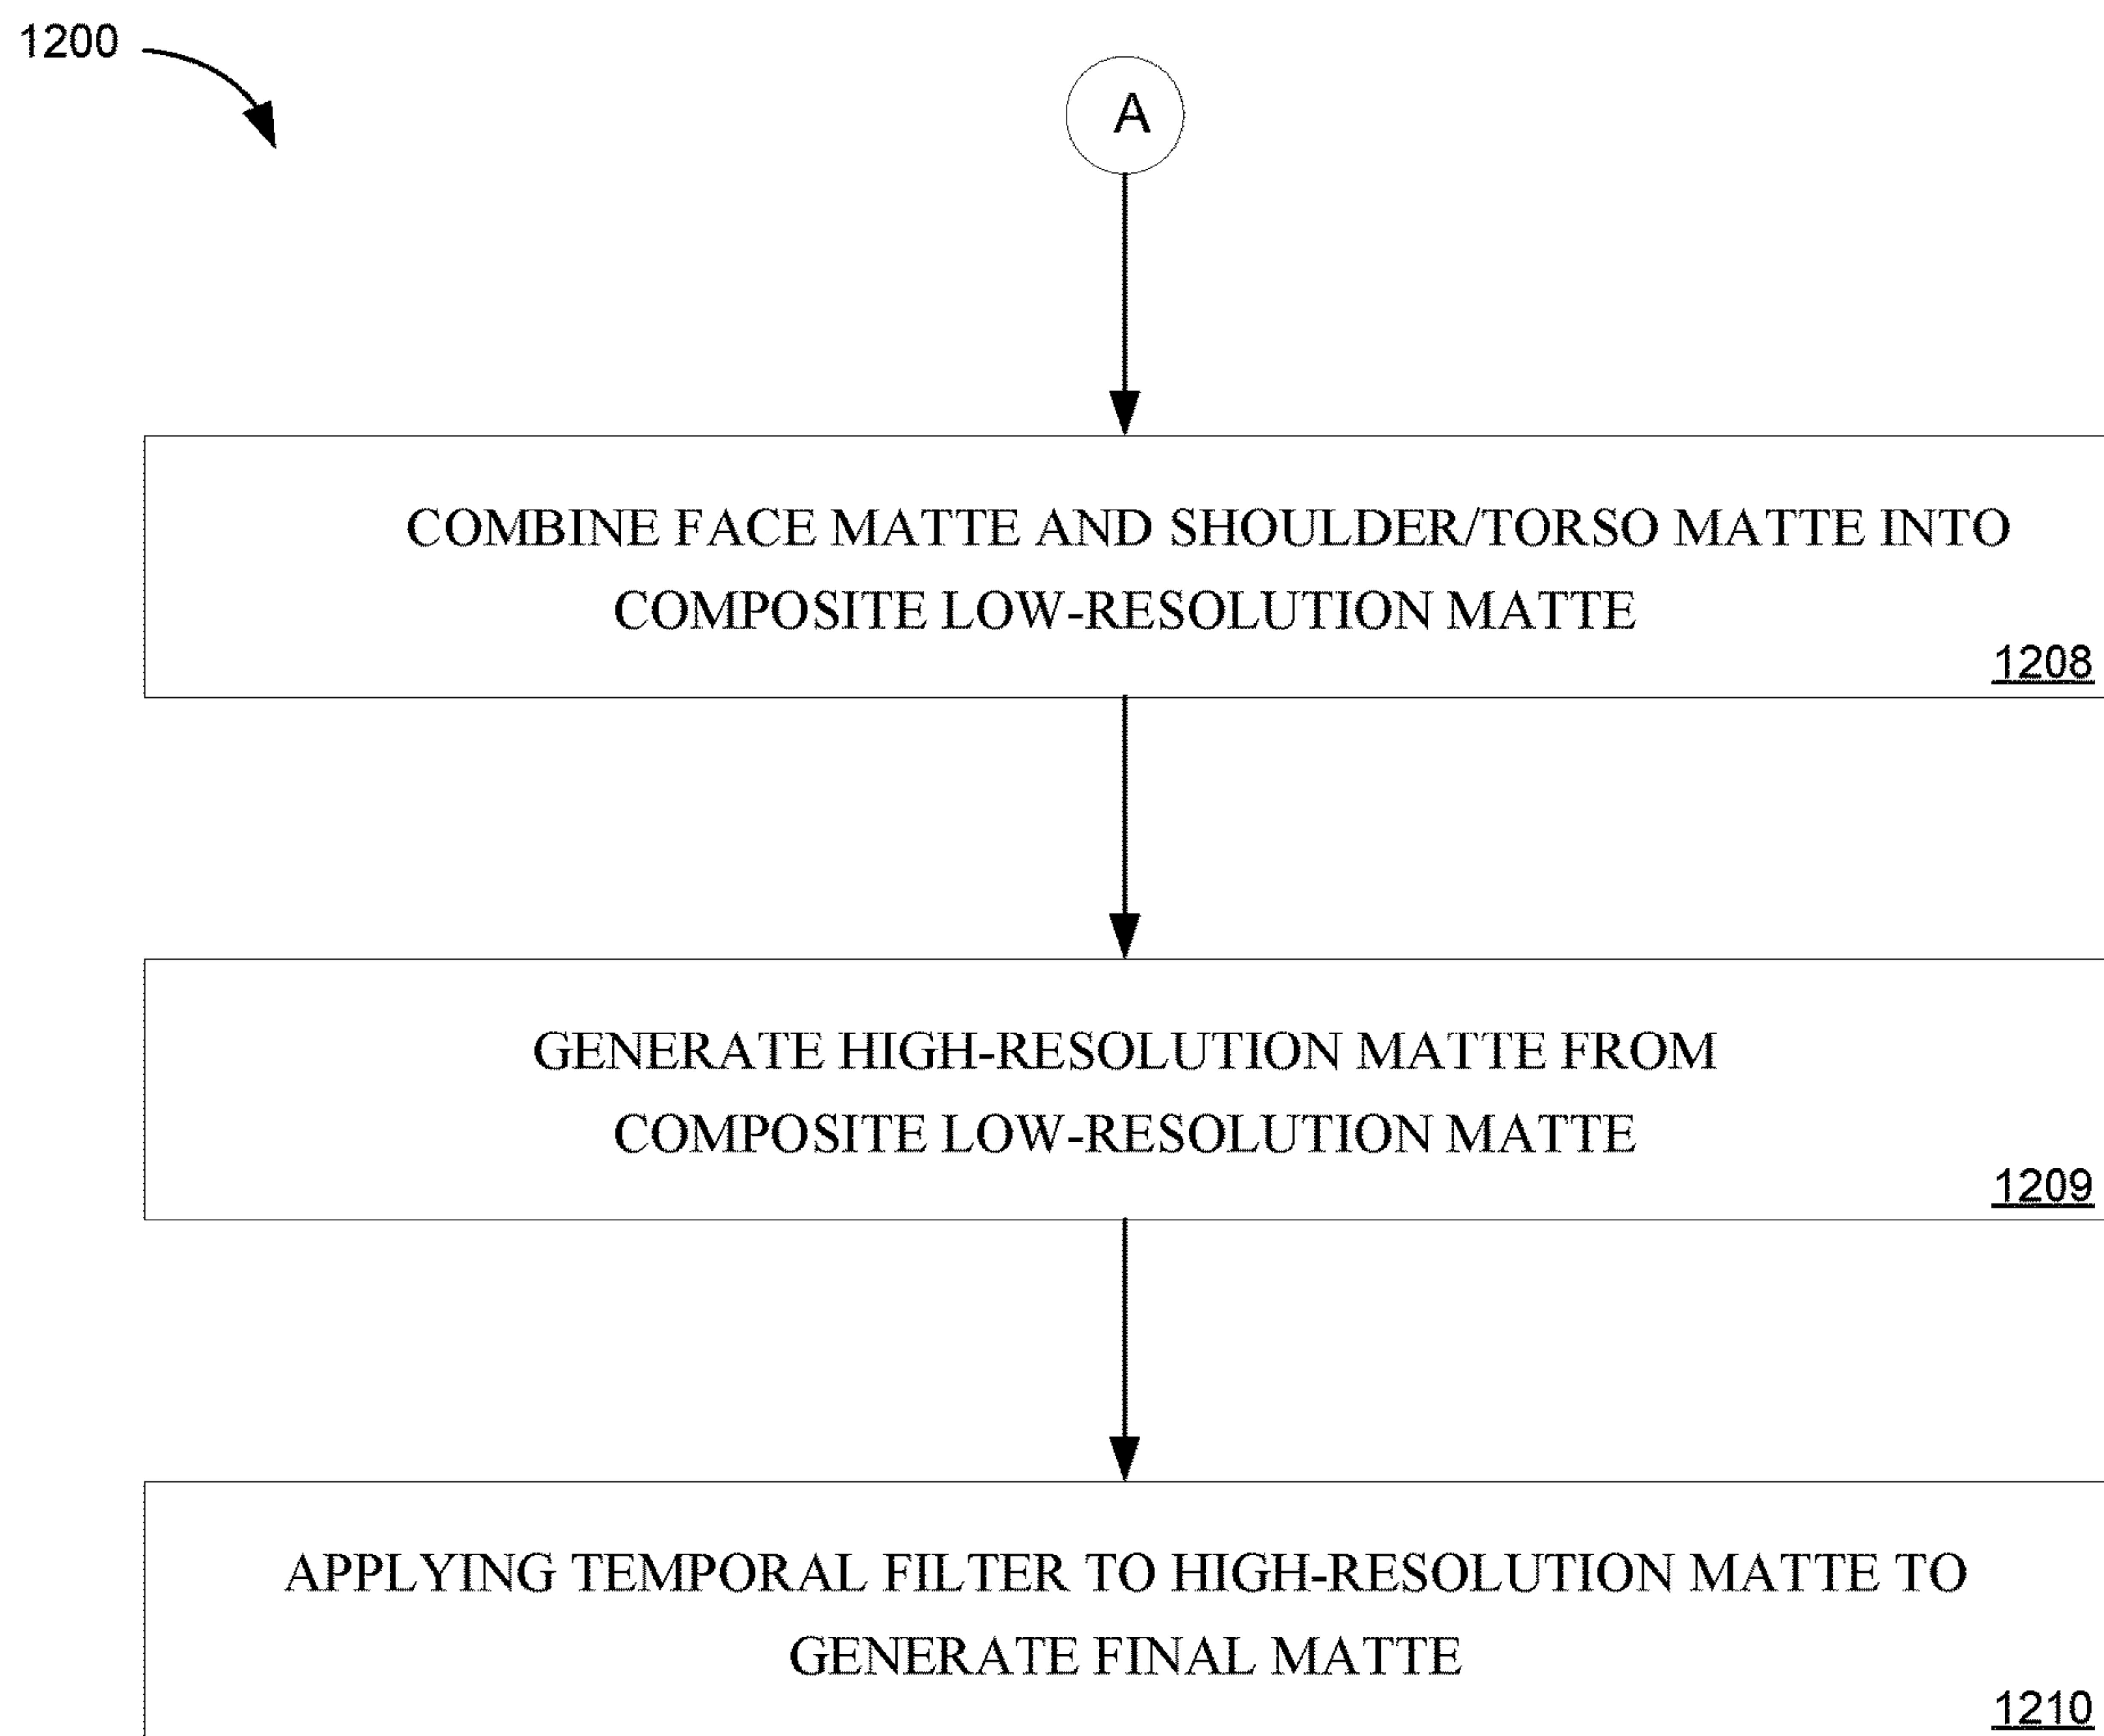 1200
A
COMBINE FACE MATTE AND SHOULDER/TORSO MATTE INTO
COMPOSITE LOW-RESOLUTION MATTE
1208
GENERATE HIGH-RESOLUTION MATTE FROM
COMPOSITE LOW-RESOLUTION MATTE
1209
APPLYING TEMPORAL FILTER TO HIGH-RESOLUTION MATTE TO
GENERATE FINAL MATTE
1210